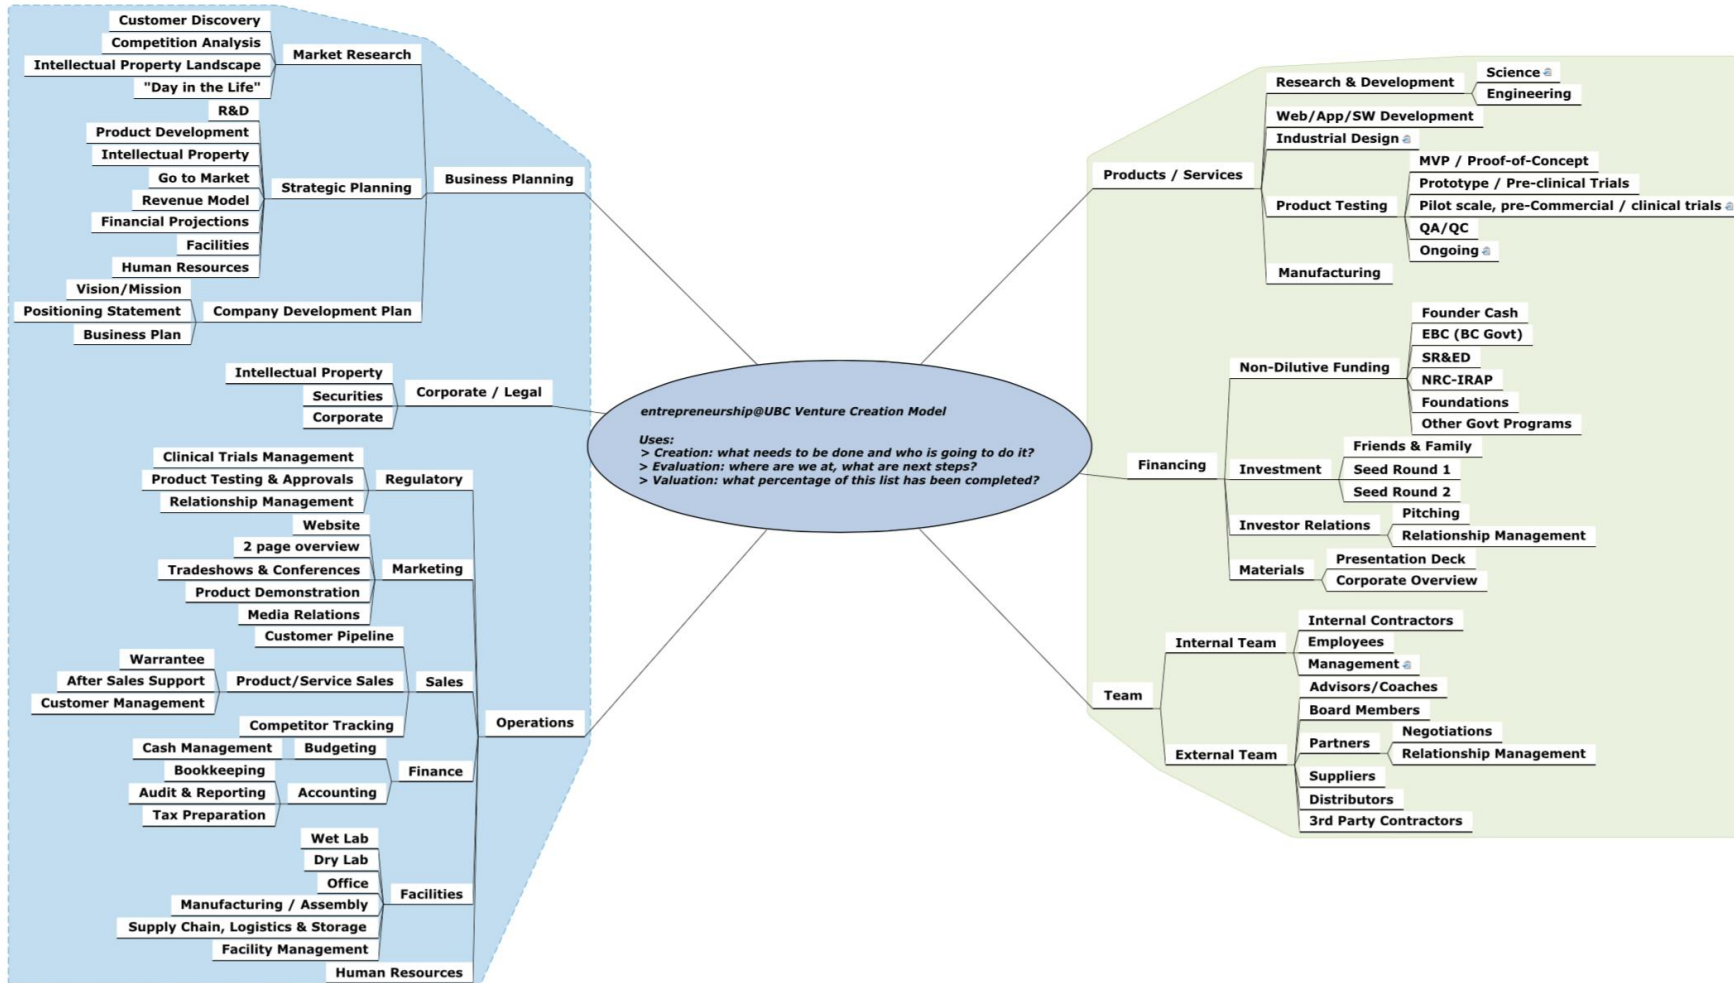 Customer Discovery
Competition Analysis
Intellectual Property Landscape
"Day in the Life"
Market Research
R&D
Product Development
Intellectual Property
Go to Market
Revenue Model
Financial Projections
Facilities
Human Resources
Strategic Planning
Vision/Mission
Positioning Statement
Business Plan
Company Development Plan
Business Planning
Intellectual Property
Securities
Corporate
Corporate / Legal
Clinical Trials Management
Product Testing & Approvals
Relationship Management
Regulatory
Website
2 page overview
Tradeshows & Conferences
Product Demonstration
Media Relations
Marketing
Customer Pipeline
Warrantee
After Sales Support
Customer Management
Product/Service Sales
Competitor Tracking
Sales
Cash Management
Budgeting
Bookkeeping
Audit & Reporting
Tax Preparation
Accounting
Finance
Wet Lab
Dry Lab
Office
Manufacturing / Assembly
Supply Chain, Logistics & Storage
Facility Management
Facilities
Human Resources
Operations
entrepreneurship@UBC Venture Creation Model
Uses:
> Creation: what needs to be done and who is going to do it?
> Evaluation: where are we at, what are next steps?
> Valuation: what percentage of this list has been completed?
Products / Services
Research & Development
Science
Engineering
Web/App/SW Development
Industrial Design
Product Testing
MVP / Proof-of-Concept
Prototype / Pre-clinical Trials
Pilot scale, pre-Commercial / clinical trials
QA/QC
Ongoing
Manufacturing
Financing
Non-Dilutive Funding
Founder Cash
EBC (BC Govt)
SR&ED
NRC-IRAP
Foundations
Other Govt Programs
Investment
Friends & Family
Seed Round 1
Seed Round 2
Investor Relations
Pitching
Relationship Management
Materials
Presentation Deck
Corporate Overview
Team
Internal Team
Internal Contractors
Employees
Management
External Team
Advisors/Coaches
Board Members
Partners
Negotiations
Relationship Management
Suppliers
Distributors
3rd Party Contractors